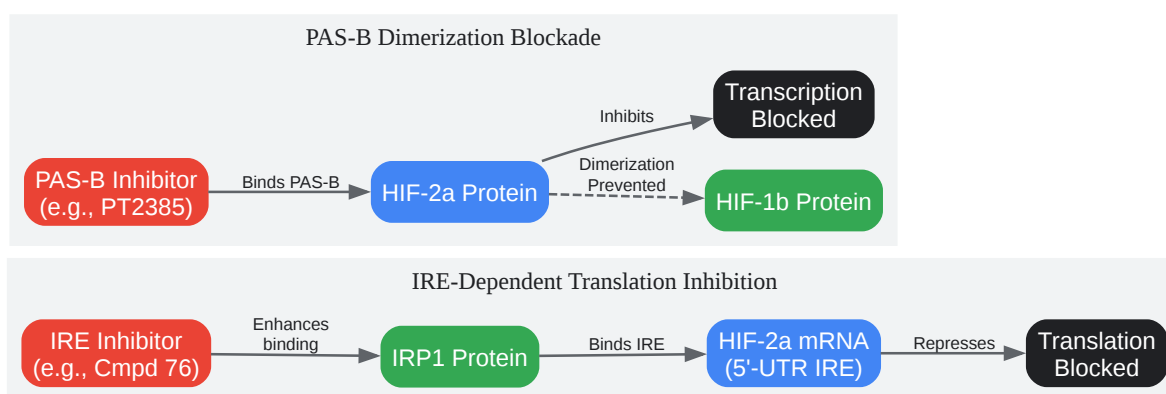 PAS-B Dimerization Blockade
PAS-B Inhibitor
(e.g., PT2385)
Binds PAS-B
HIF-2a Protein
Inhibits
Transcription
Blocked
Dimerization
Prevented
HIF-1b Protein
IRE-Dependent Translation Inhibition
IRE Inhibitor
(e.g., Cmpd 76)
Enhances
binding
IRP1 Protein
Binds IRE
HIF-2a mRNA
(5'-UTR IRE)
Represses
Translation
Blocked